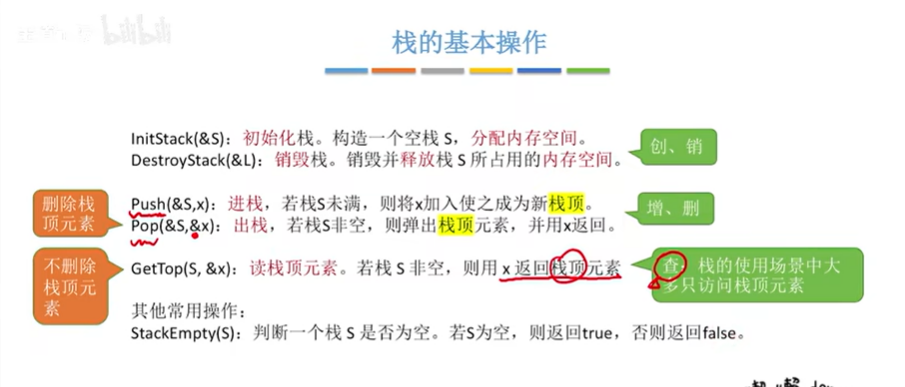 bilibili
栈的基本操作
InitStack(&S)：初始化栈。构造一个空栈 S，分配内存空间。
DestroyStack(&L)：销毁栈。销毁并释放栈 S 所占用的内存空间。
创、销
删除栈
顶元素
Push(&S,x)：进栈，若栈S未满，则将x加入使之成为新栈顶。
Pop(&S,&x)：出栈，若栈S非空，则弹出栈顶元素，并用x返回。
增、删
不删除
栈顶元
素
GetTop(S, &x)：读栈顶元素。若栈 S 非空，则用 x 返回栈顶元素
查：栈的使用场景中大
多只访问栈顶元素
其他常用操作：
StackEmpty(S)：判断一个栈 S 是否为空。若S为空，则返回true，否则返回false。